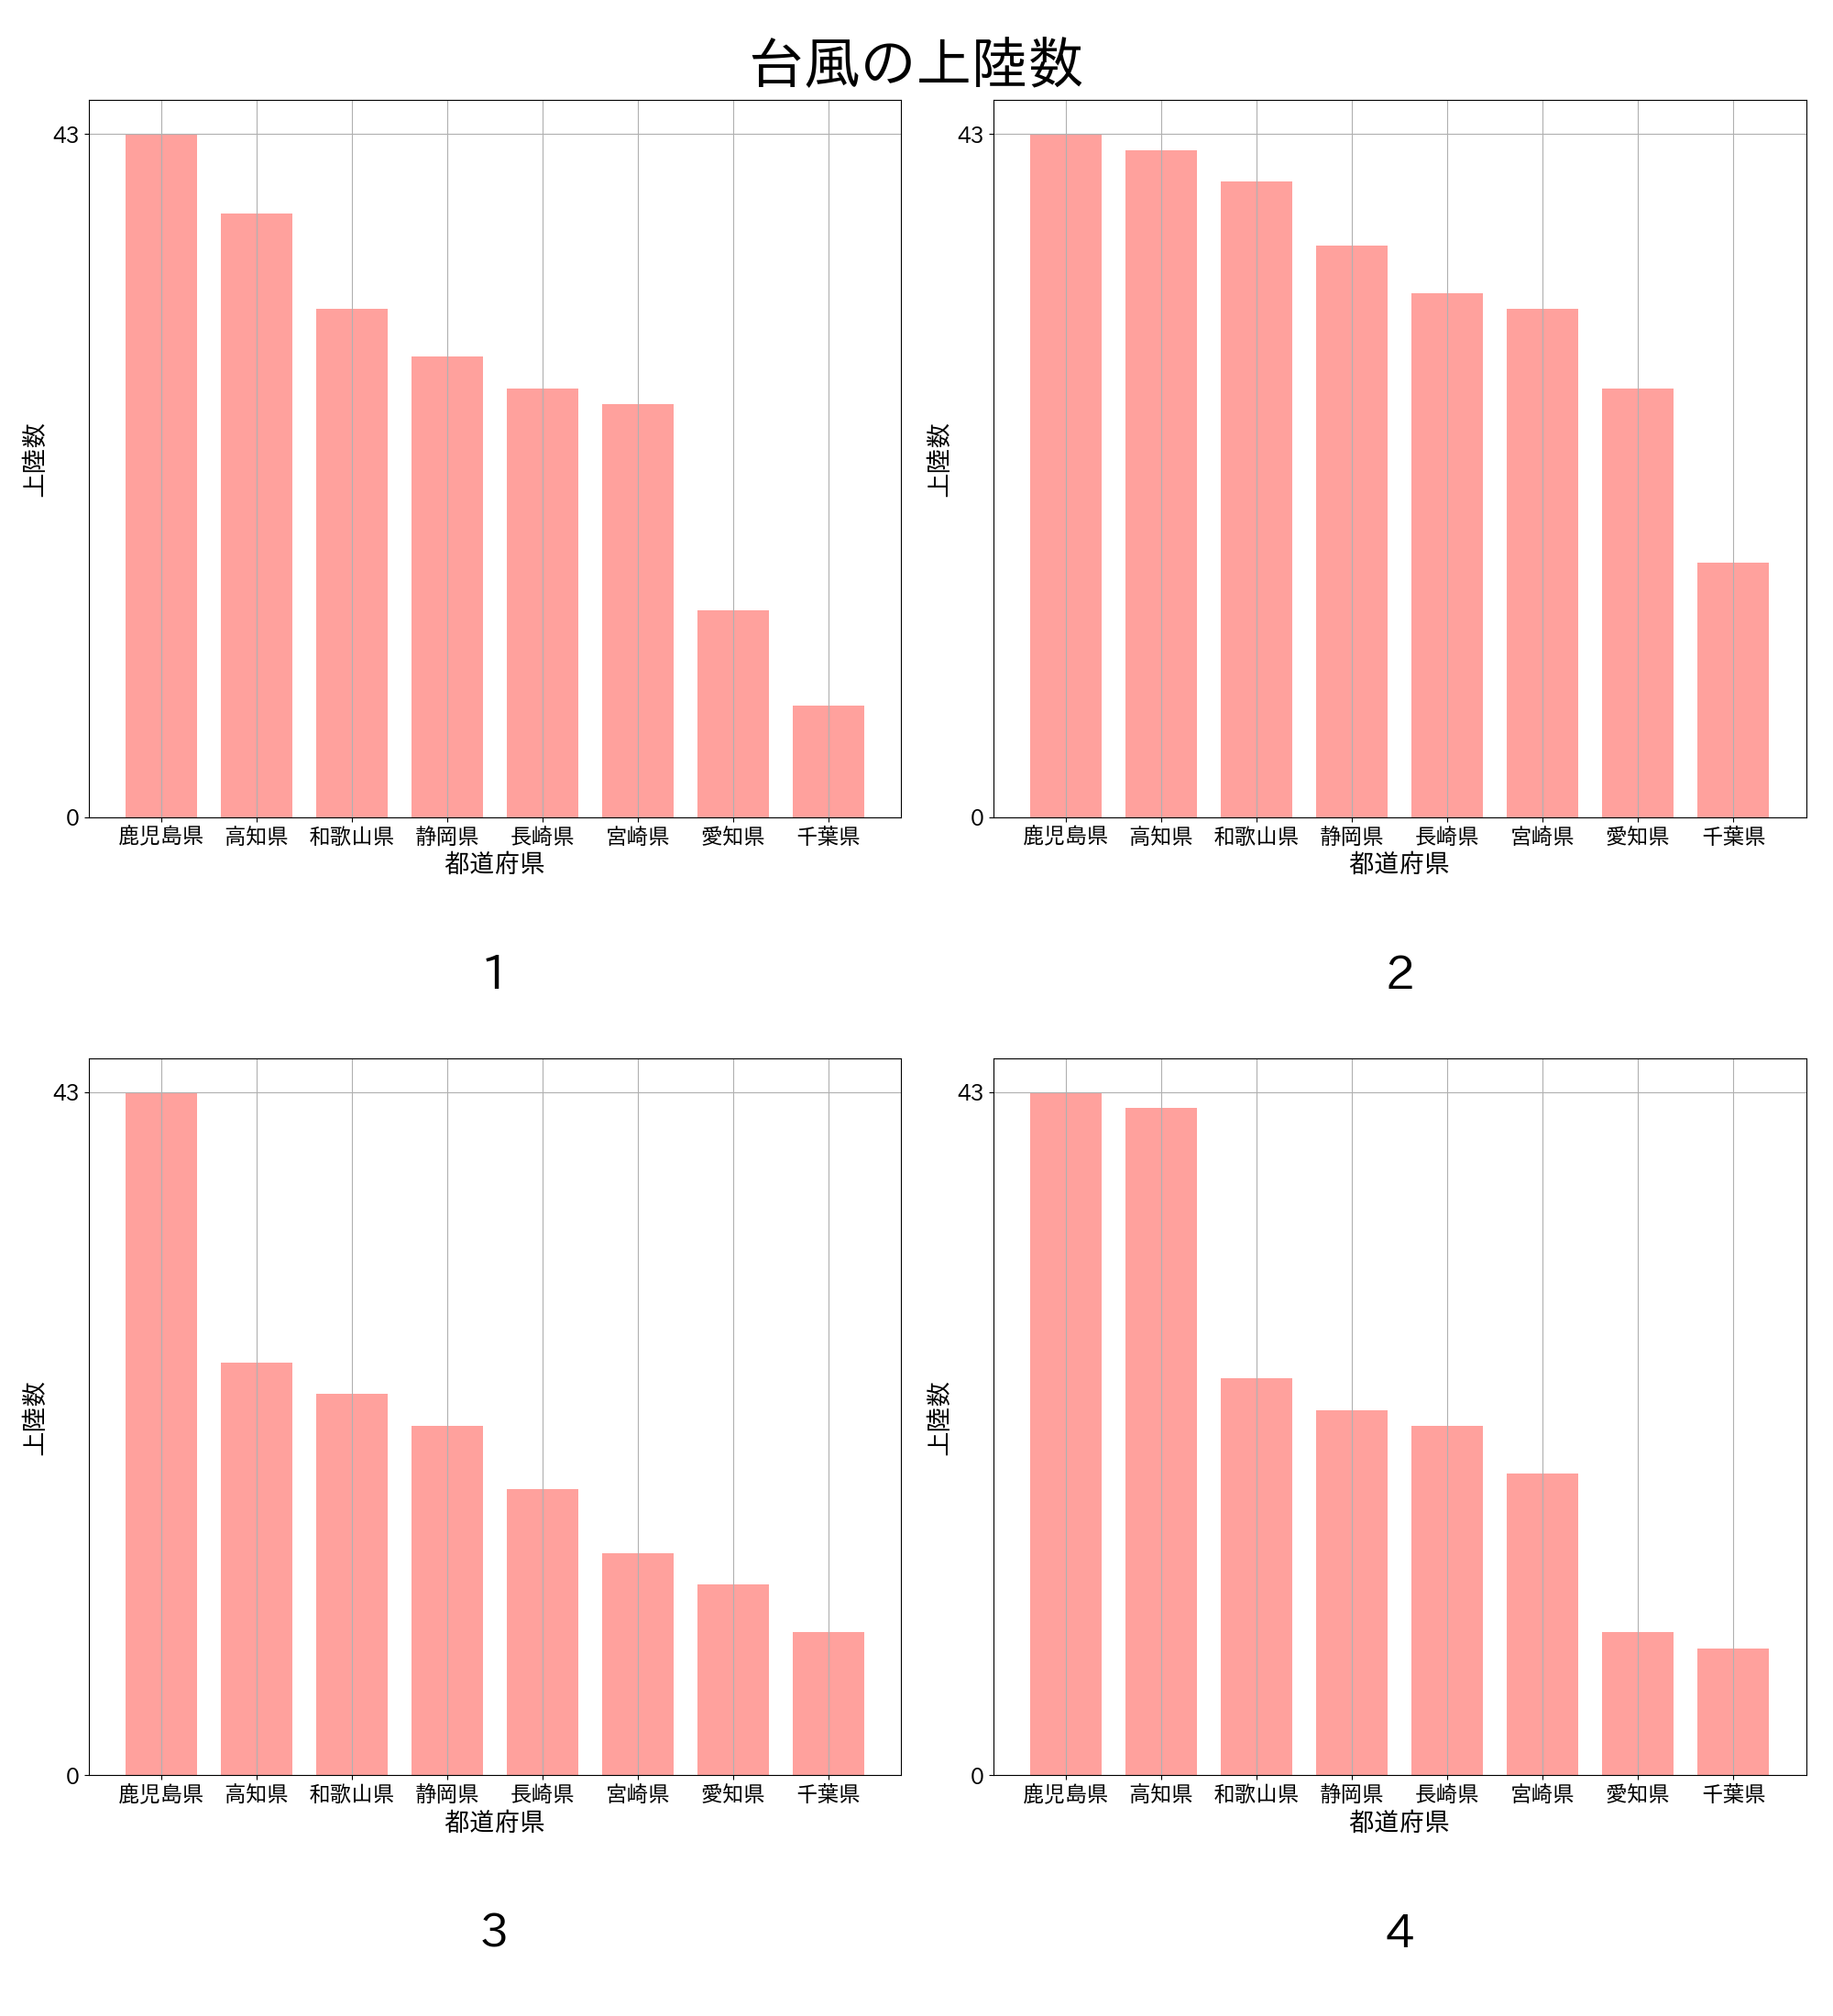 台風の上陸数
43
0
上陸数
鹿児島県 高知県 和歌山県 静岡県 長崎県 宮崎県 愛知県 千葉県
都道府県
1
43
0
上陸数
鹿児島県 高知県 和歌山県 静岡県 長崎県 宮崎県 愛知県 千葉県
都道府県
2
43
0
上陸数
鹿児島県 高知県 和歌山県 静岡県 長崎県 宮崎県 愛知県 千葉県
都道府県
3
43
0
上陸数
鹿児島県 高知県 和歌山県 静岡県 長崎県 宮崎県 愛知県 千葉県
都道府県
4